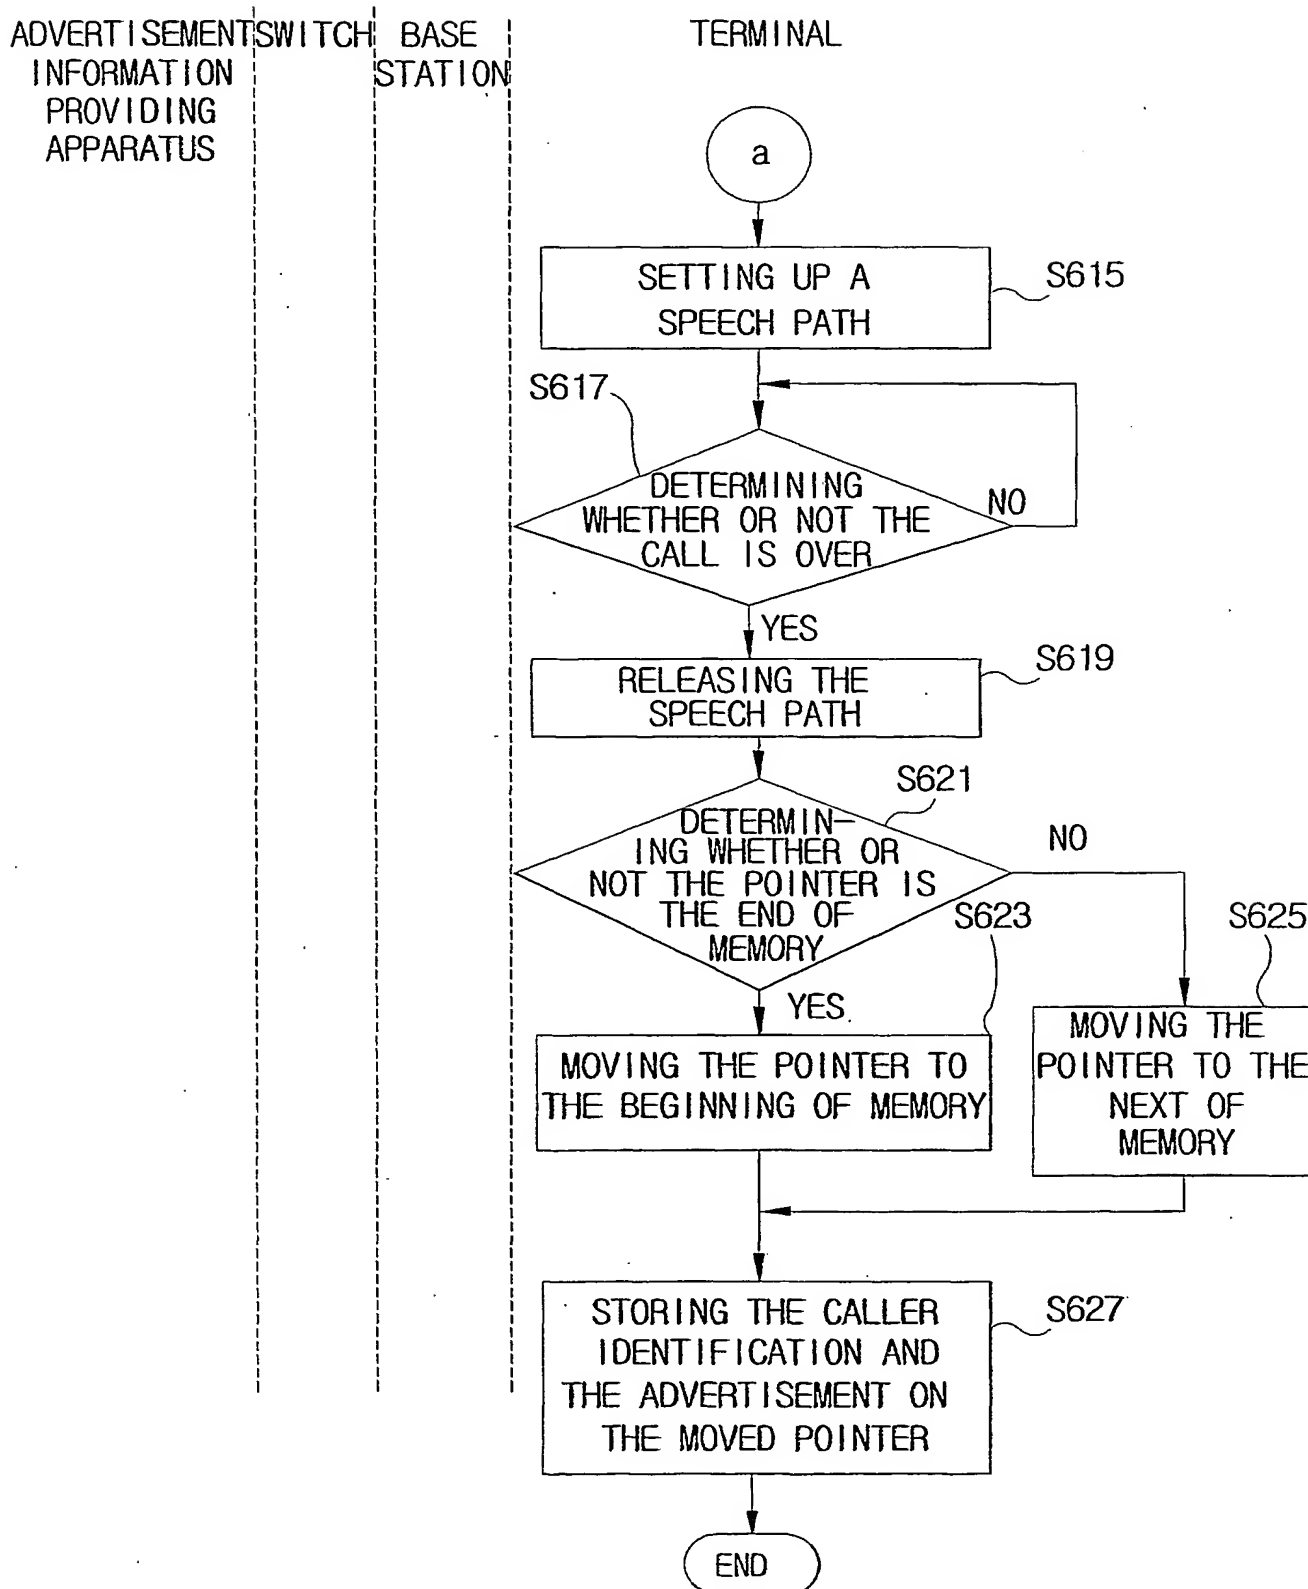 ADVERTISEMENT
INFORMATION
PROVIDING
APPARATUS
SWITCH
BASE
STATION
TERMINAL
a
SETTING UP A
SPEECH PATH
S615
S617
DETERMINING
WHETHER OR NOT THE
CALL IS OVER
NO
YES
RELEASING THE
SPEECH PATH
S619
S621
DETERMIN-
ING WHETHER OR
NOT THE POINTER IS
THE END OF
MEMORY
NO
YES
S623
MOVING THE POINTER TO
THE BEGINNING OF MEMORY
S625
MOVING THE
POINTER TO THE
NEXT OF
MEMORY
STORING THE CALLER
IDENTIFICATION AND
THE ADVERTISEMENT ON
THE MOVED POINTER
S627
END